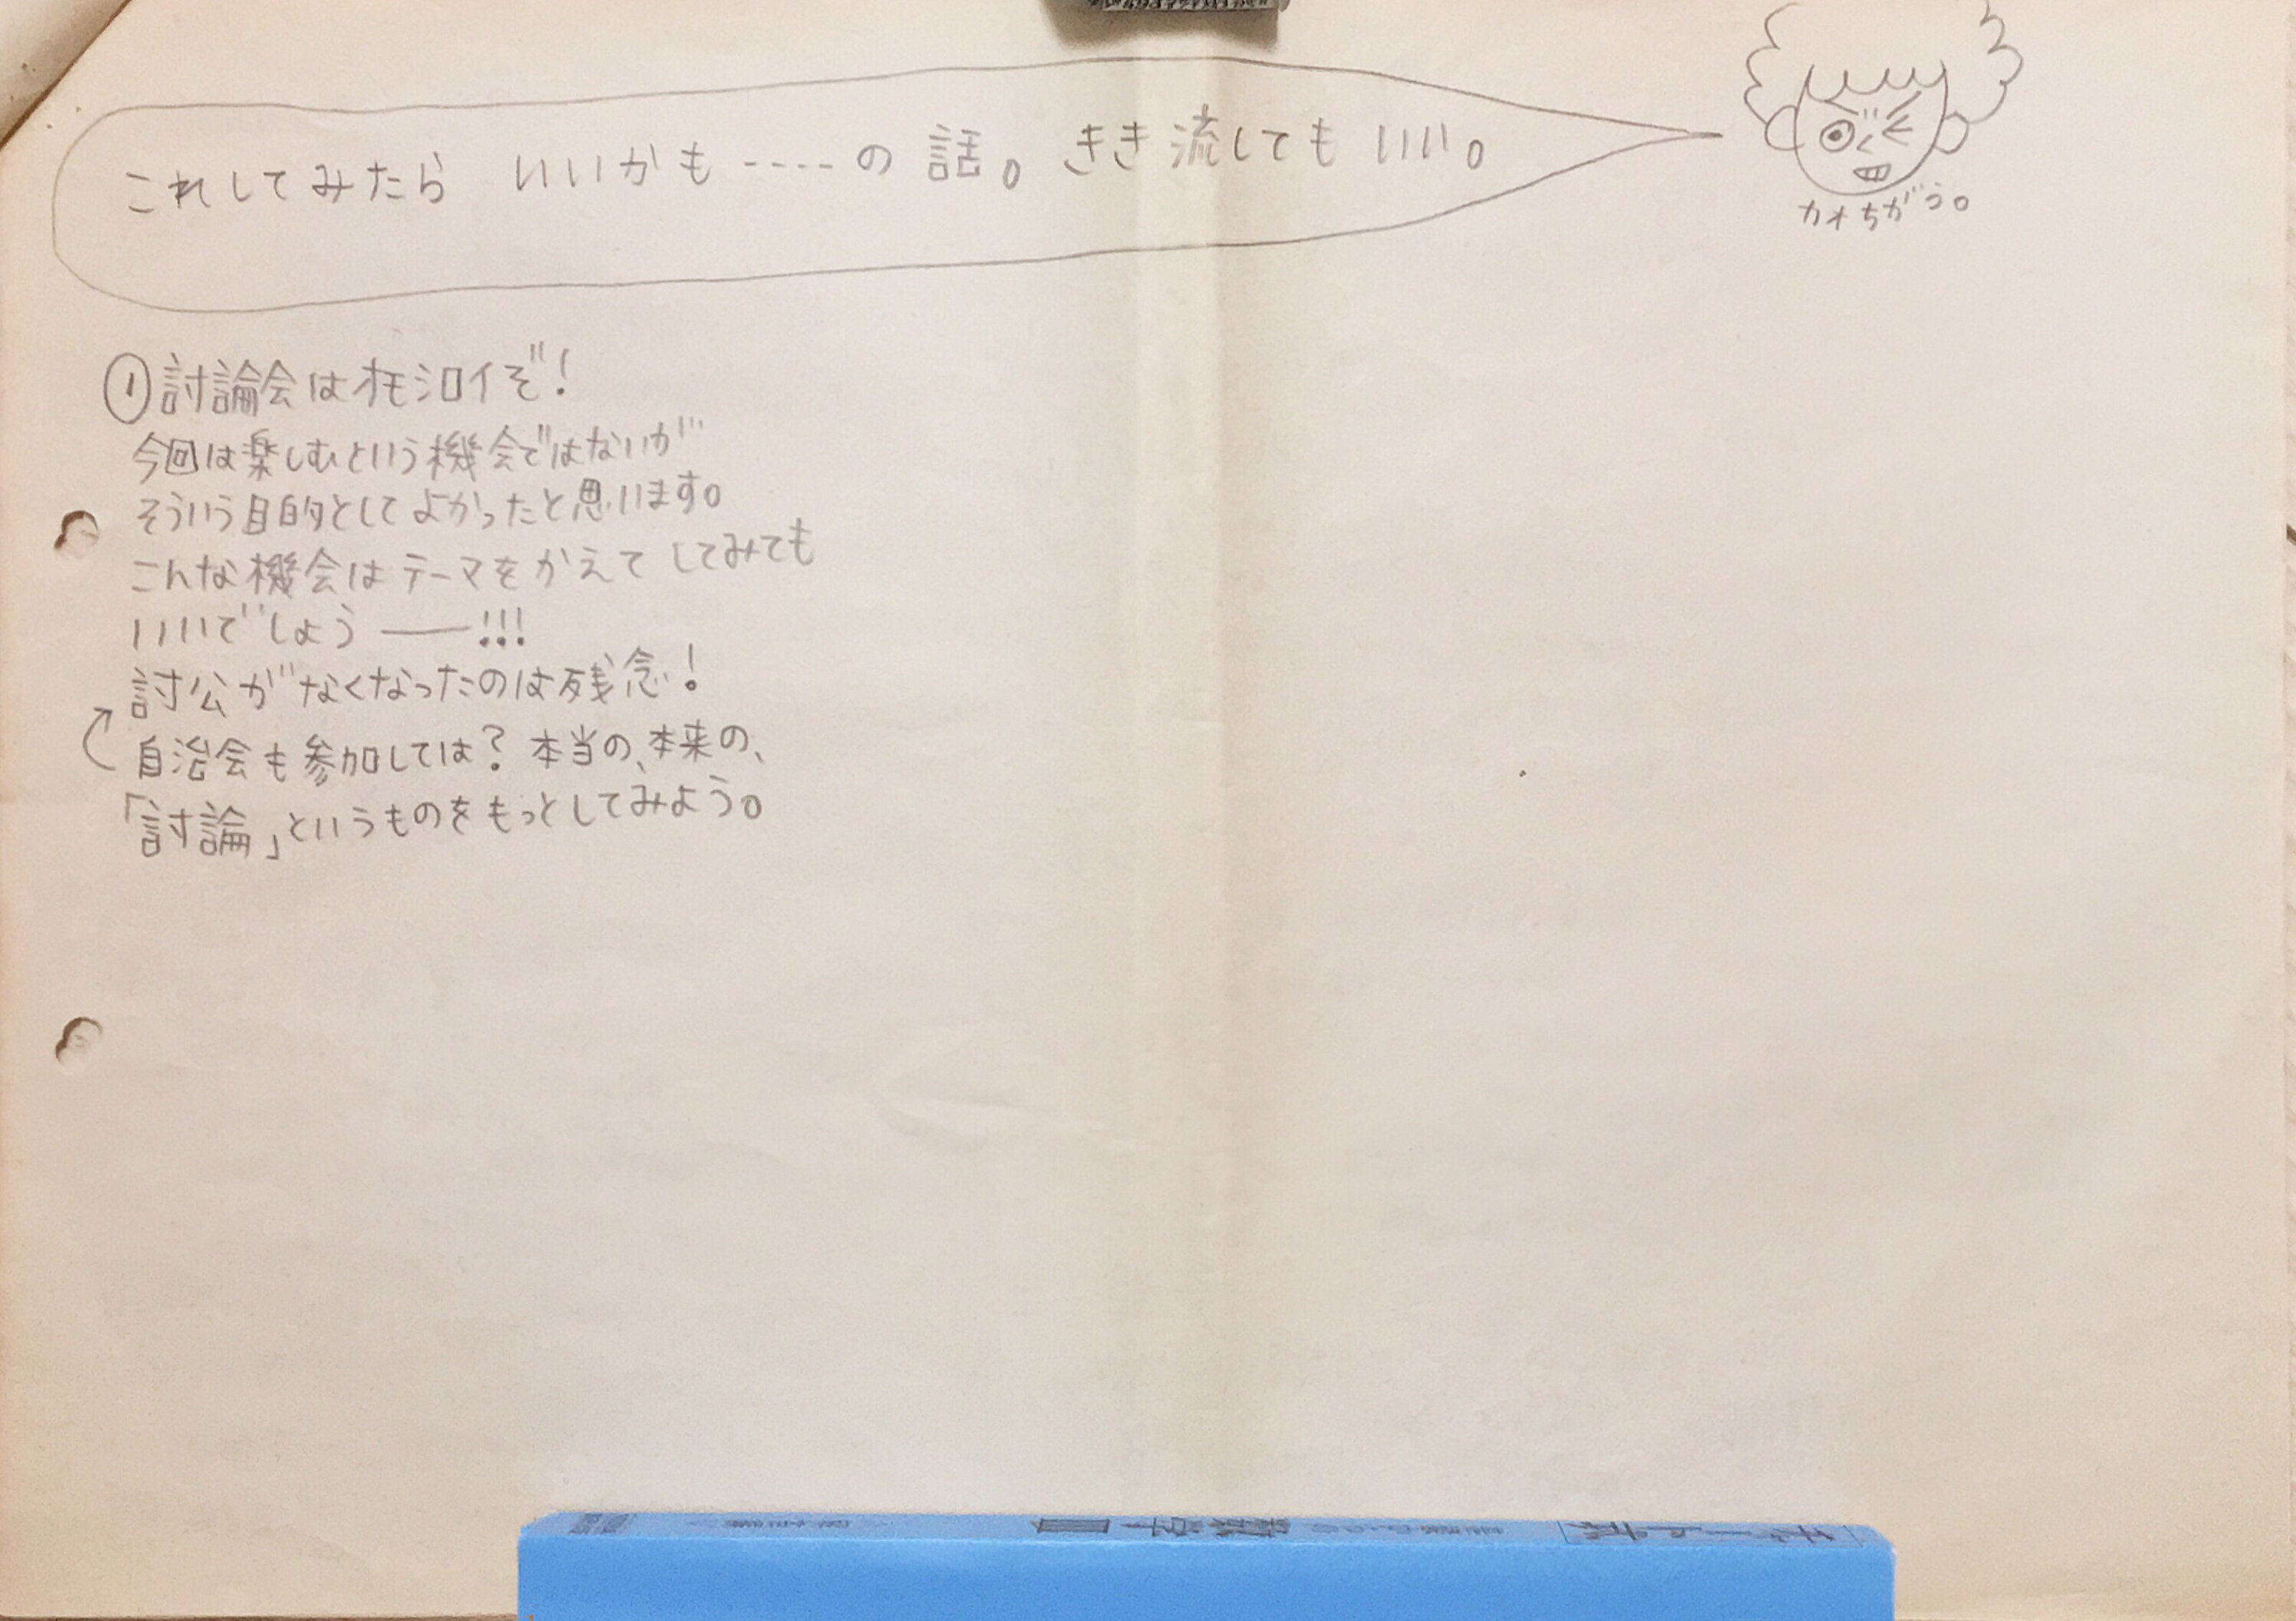 これしてみたら いいかも----の 話。きき流しても いい。
カオちがう。
①討論会はオモシロイぞ!
今回は楽しむという機会ではないが
そういう目的としてよかったと思います。
こんな機会はテーマをかえて してみても
いいでしょう――!!!
討公がなくなったのは残念!
自治会も参加しては?本当の、本来の、
「討論」というものをもっとしてみよう。
チャート式